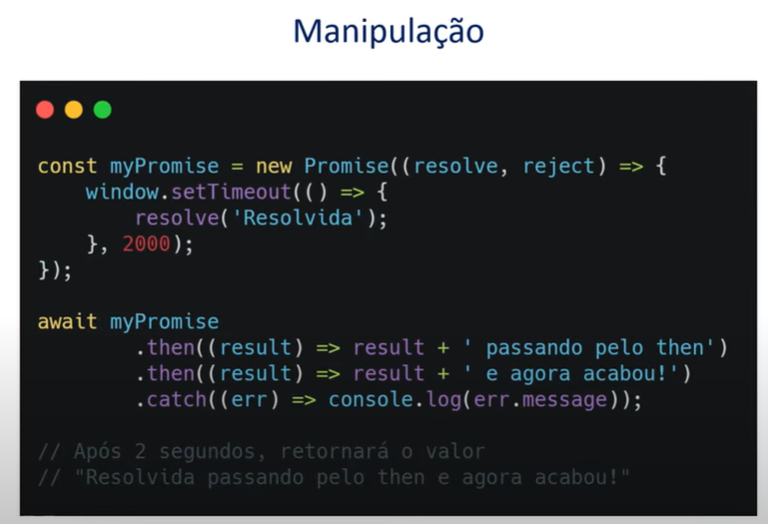 Manipulação
const myPromise = new Promise((resolve, reject) => {
    window.setTimeout(() => {
        resolve('Resolvida');
    }, 2000);
});
await myPromise
        .then((result) => result + ' passando pelo then')
        .then((result) => result + ' e agora acabou!')
        .catch((err) => console.log(err.message));
// Após 2 segundos, retornará o valor
// "Resolvida passando pelo then e agora acabou!"